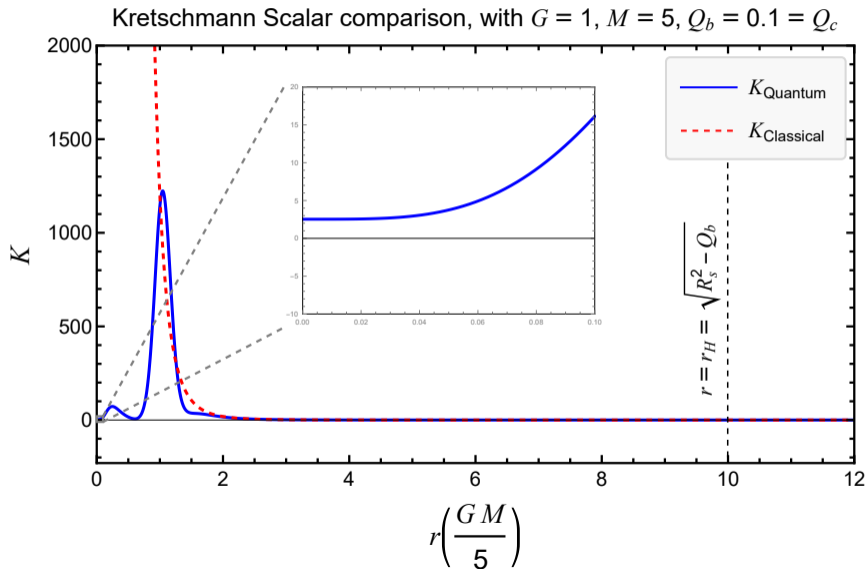 Kretschmann Scalar comparison, with G = 1, M = 5, Q_b = 0.1 = Q_c
2000
1500
1000
500
0
K
20
15
10
5
0
-5
-10
0.00 0.02 0.04 0.06 0.08 0.10
K_Quantum
K_Classical
r = r_H = √(R_s^2 - Q_b)
0 2 4 6 8 10 12
r(G M/5)